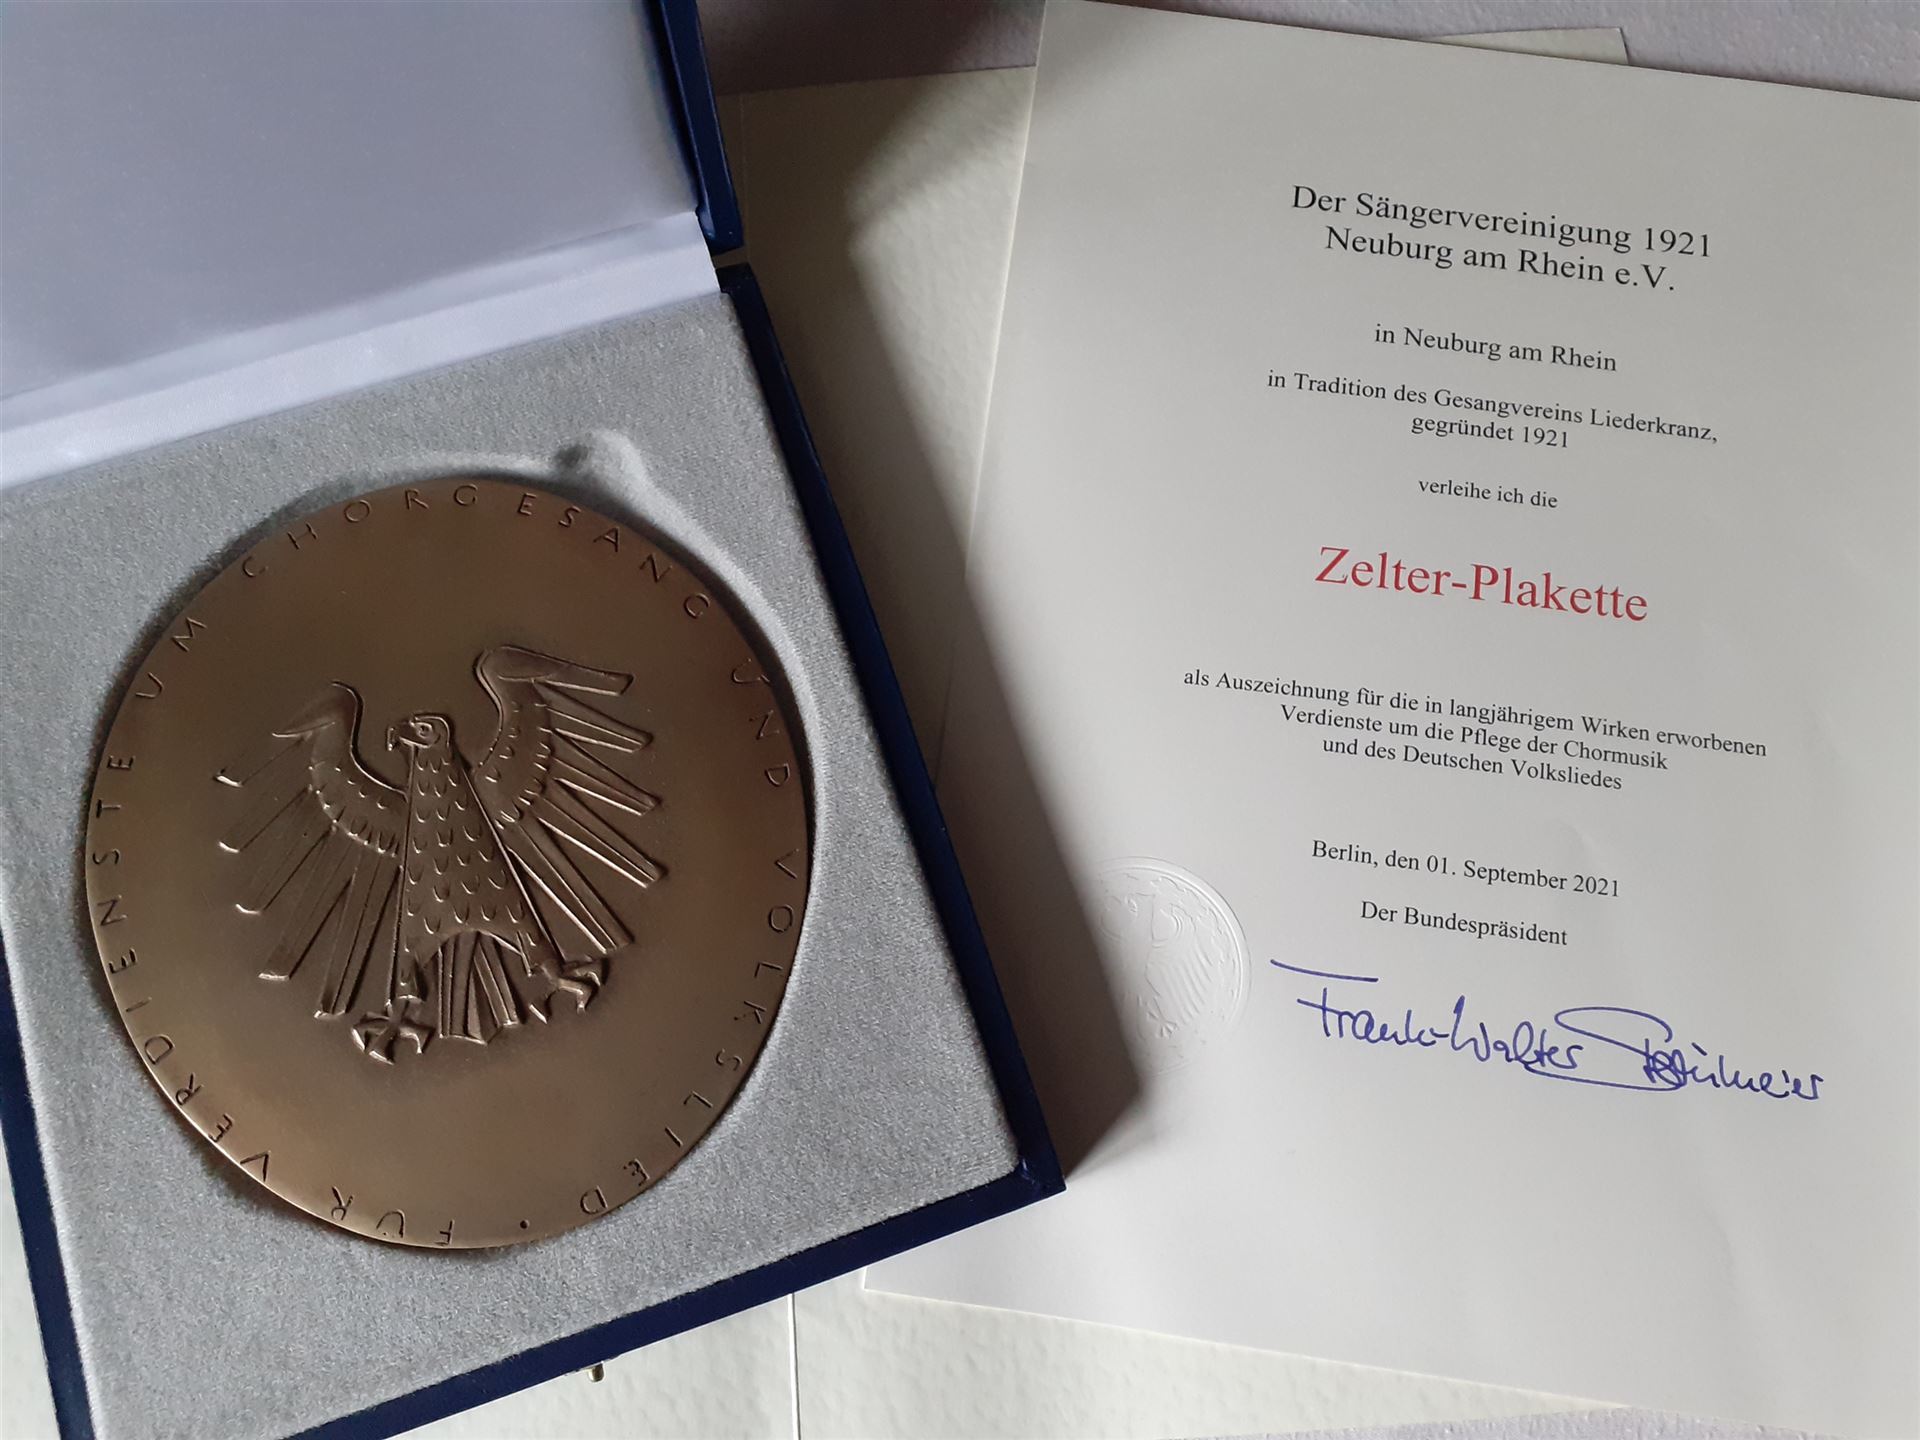 FÜR VERDIENSTE UM CHORGESANG UND VOLKSLIED ·
Der Sängervereinigung 1921
Neuburg am Rhein e.V.
in Neuburg am Rhein
in Tradition des Gesangvereins Liederkranz,
gegründet 1921
verleihe ich die
Zelter-Plakette
als Auszeichnung für die in langjährigem Wirken erworbenen
Verdienste um die Pflege der Chormusik
und des Deutschen Volksliedes
Berlin, den 01. September 2021
Der Bundespräsident
Frank-Walter Steinmeier